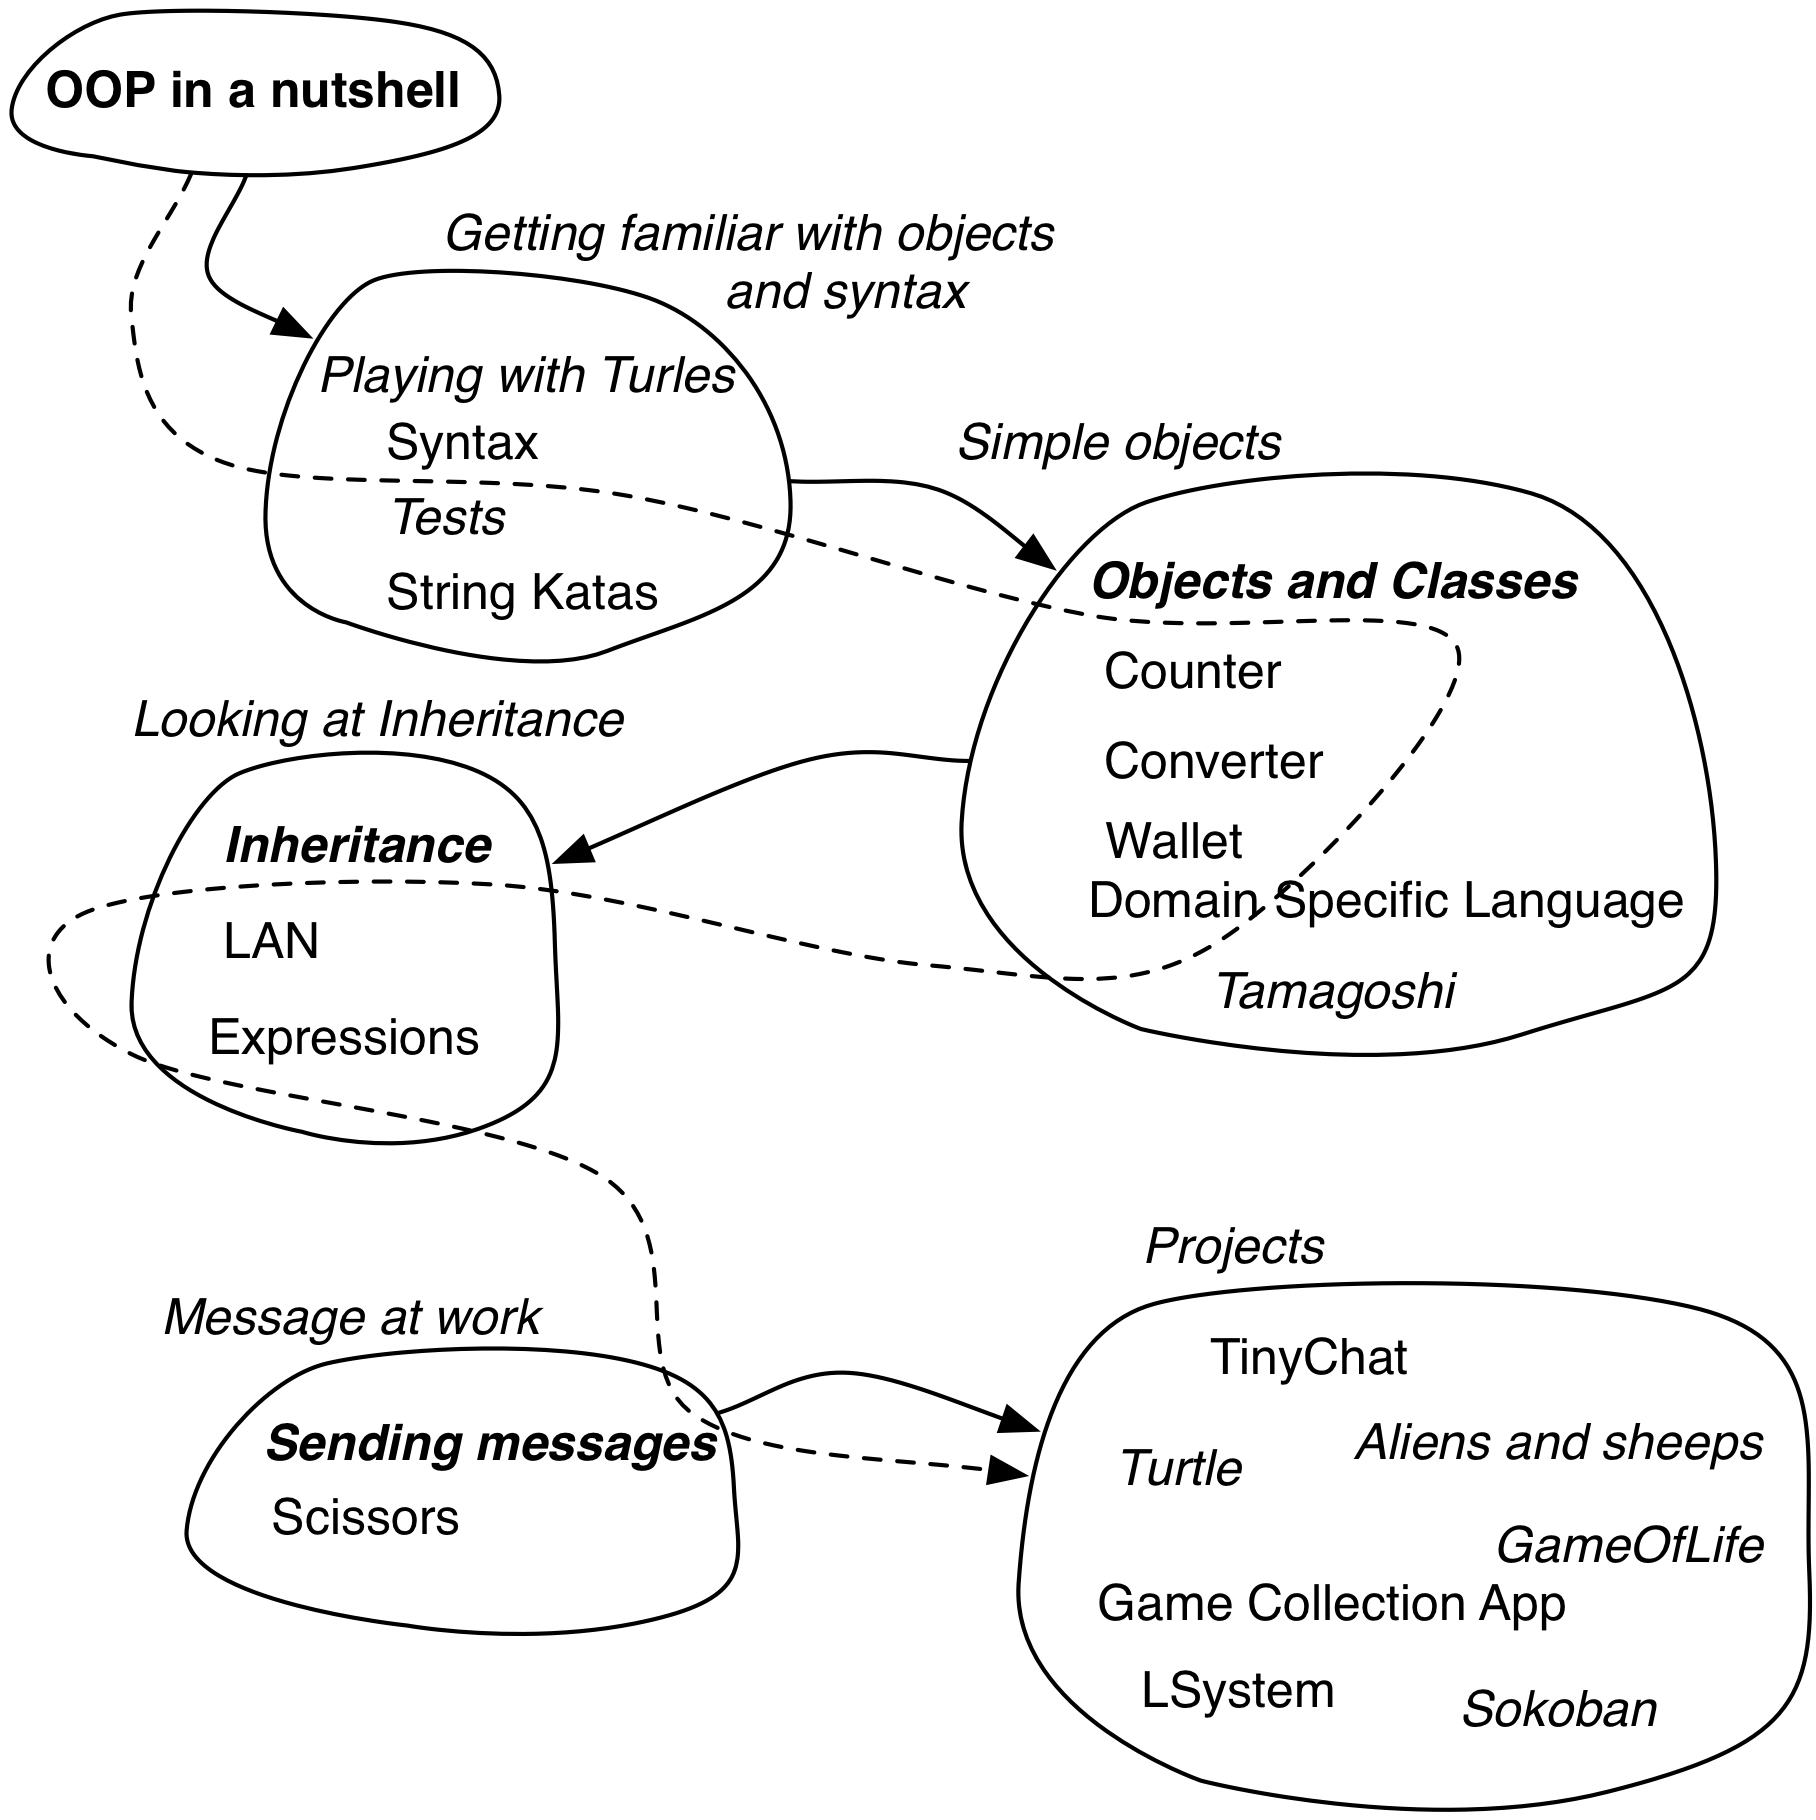 OOP in a nutshell
Getting familiar with objects
and syntax
Playing with Turles
Syntax
Tests
String Katas
Simple objects
Objects and Classes
Counter
Converter
Wallet
Domain Specific Language
Tamagoshi
Looking at Inheritance
Inheritance
LAN
Expressions
Message at work
Sending messages
Scissors
Projects
TinyChat
Aliens and sheeps
Turtle
GameOfLife
Game Collection App
LSystem
Sokoban